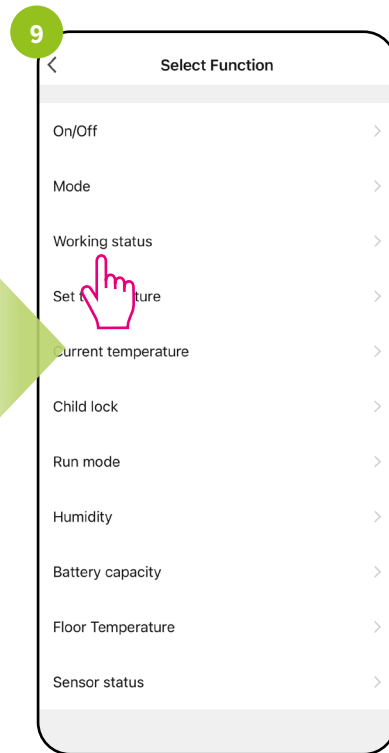 9
Select Function
On/Off
Mode
Working status
Set ture
Current temperature
Child lock
Run mode
Humidity
Battery capacity
Floor Temperature
Sensor status